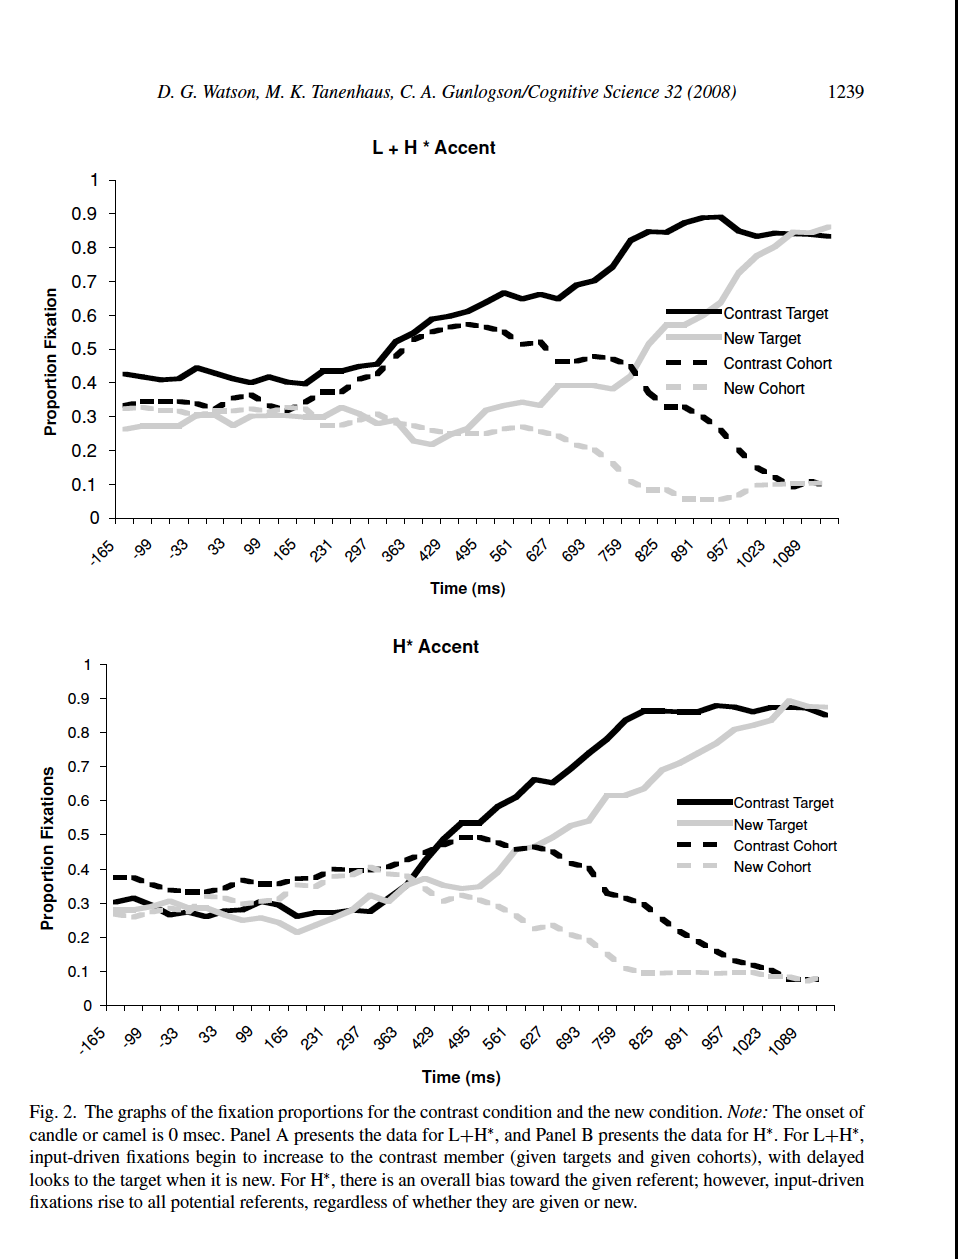 D. G. Watson, M. K. Tanenhaus, C. A. Gunlogson/Cognitive Science 32 (2008) 1239
L + H * Accent
1
0.9
0.8
0.7
0.6
0.5
0.4
0.3
0.2
0.1
0
Proportion Fixation
Contrast Target
New Target
Contrast Cohort
New Cohort
-165 -99 -33 33 99 165 231 297 363 429 495 561 627 693 759 825 891 957 1023 1089
Time (ms)
H* Accent
1
0.9
0.8
0.7
0.6
0.5
0.4
0.3
0.2
0.1
0
Proportion Fixations
Contrast Target
New Target
Contrast Cohort
New Cohort
-165 -99 -33 33 99 165 231 297 363 429 495 561 627 693 759 825 891 957 1023 1089
Time (ms)
Fig. 2. The graphs of the fixation proportions for the contrast condition and the new condition. Note: The onset of
candle or camel is 0 msec. Panel A presents the data for L+H*, and Panel B presents the data for H*. For L+H*,
input-driven fixations begin to increase to the contrast member (given targets and given cohorts), with delayed
looks to the target when it is new. For H*, there is an overall bias toward the given referent; however, input-driven
fixations rise to all potential referents, regardless of whether they are given or new.